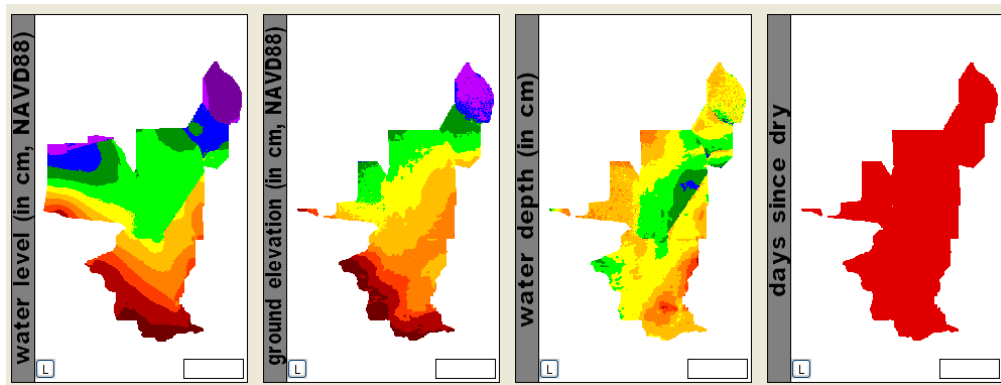 water level (in cm, NAVD88)
L
ground elevation (in cm, NAVD88)
L
water depth (in cm)
L
days since dry
L